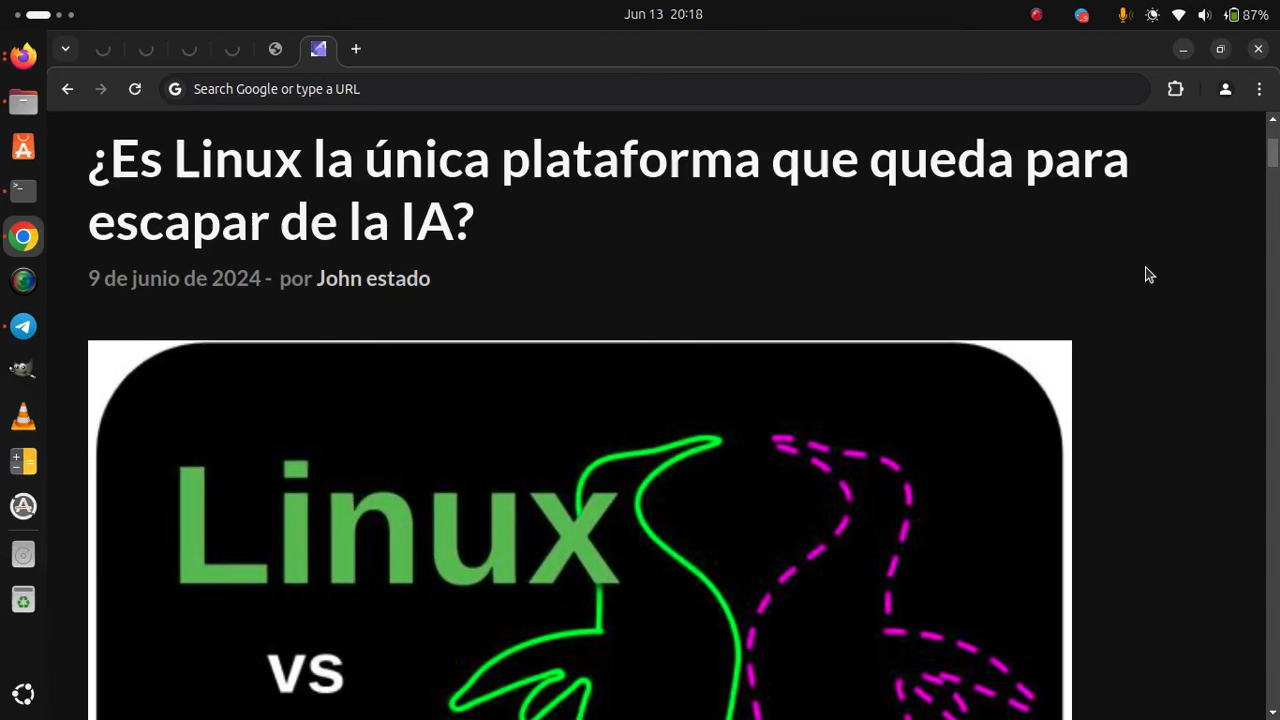 Jun 13 20:18
87%
Search Google or type a URL
¿Es Linux la única plataforma que queda para
escapar de la IA?
9 de junio de 2024 - por John estado
Linux
vs